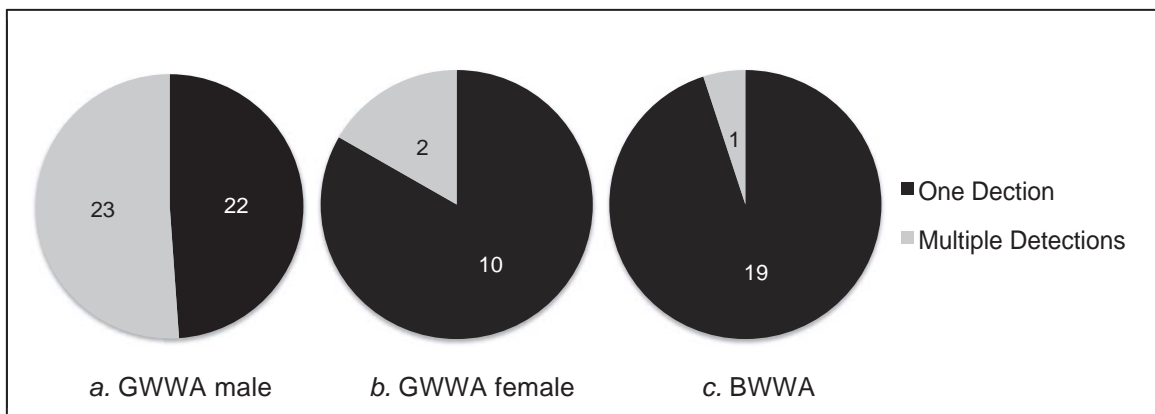 23
22
2
10
1
19
One Dection
Multiple Detections
a. GWWA male
b. GWWA female
c. BWWA